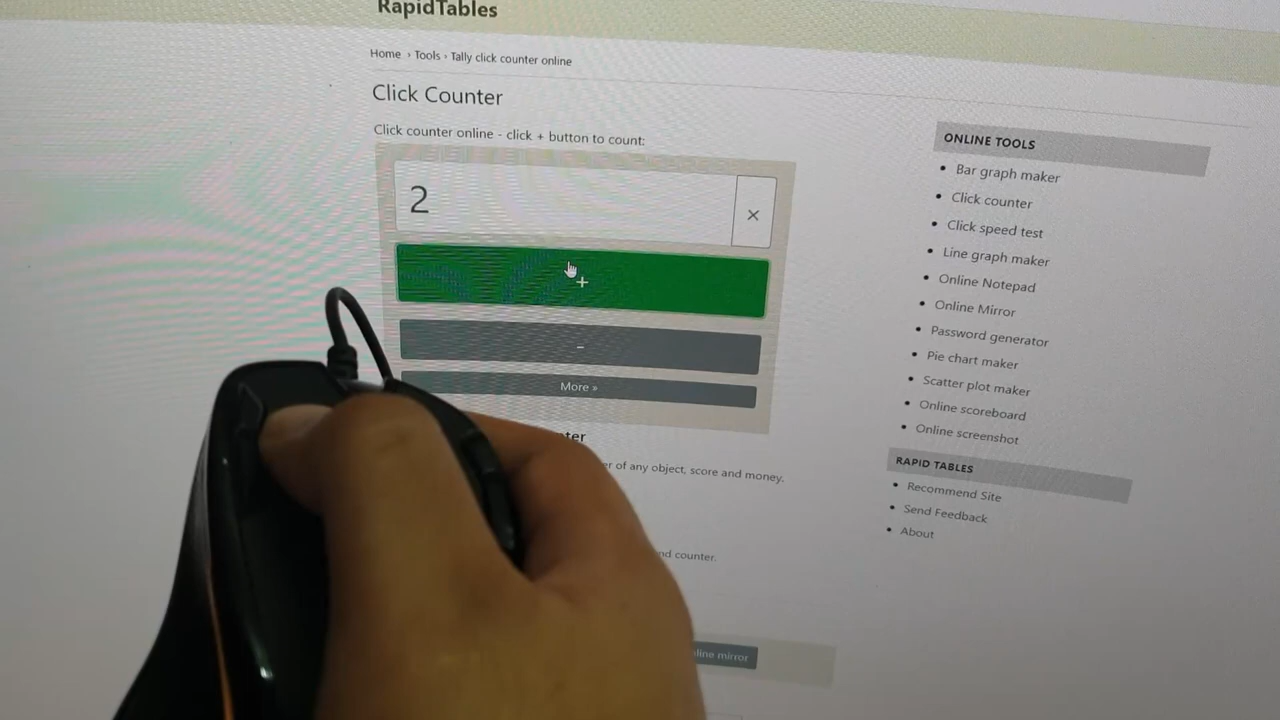 RapidTables
Home › Tools › Tally click counter online
Click Counter
Click counter online - click + button to count:
2
×
+
-
More »
of any object, score and money.
counter.
mirror
ONLINE TOOLS
Bar graph maker
Click counter
Click speed test
Line graph maker
Online Notepad
Online Mirror
Password generator
Pie chart maker
Scatter plot maker
Online scoreboard
Online screenshot
RAPID TABLES
Recommend Site
Send Feedback
About